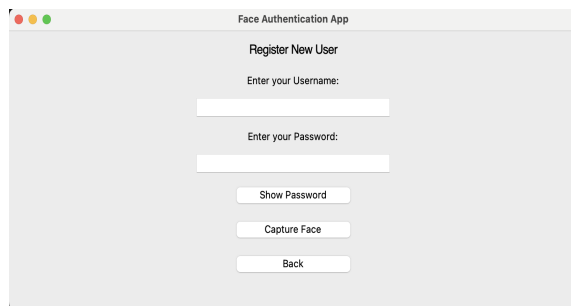 Face Authentication App
Register New User
Enter your Username:
Enter your Password:
Show Password
Capture Face
Back